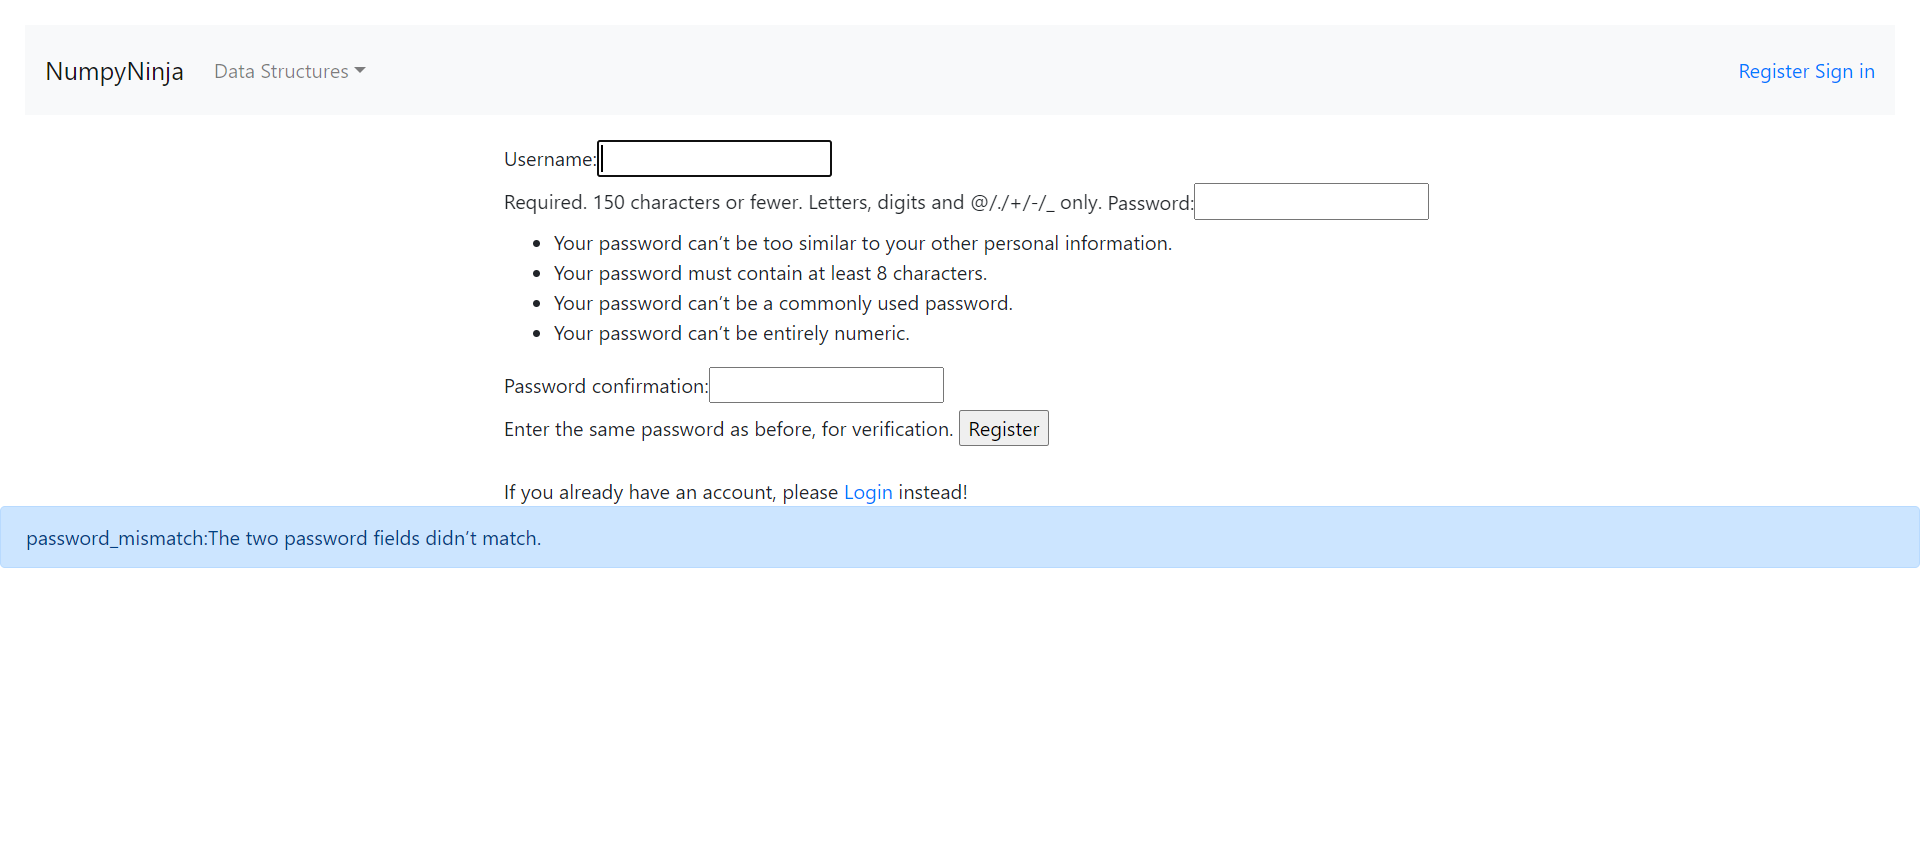 NumpyNinja Data Structures Register Sign in
Username:
Required. 150 characters or fewer. Letters, digits and @/./+/-/_ only. Password:
• Your password can’t be too similar to your other personal information.
• Your password must contain at least 8 characters.
• Your password can’t be a commonly used password.
• Your password can’t be entirely numeric.
Password confirmation:
Enter the same password as before, for verification. Register
If you already have an account, please Login instead!
password_mismatch:The two password fields didn’t match.